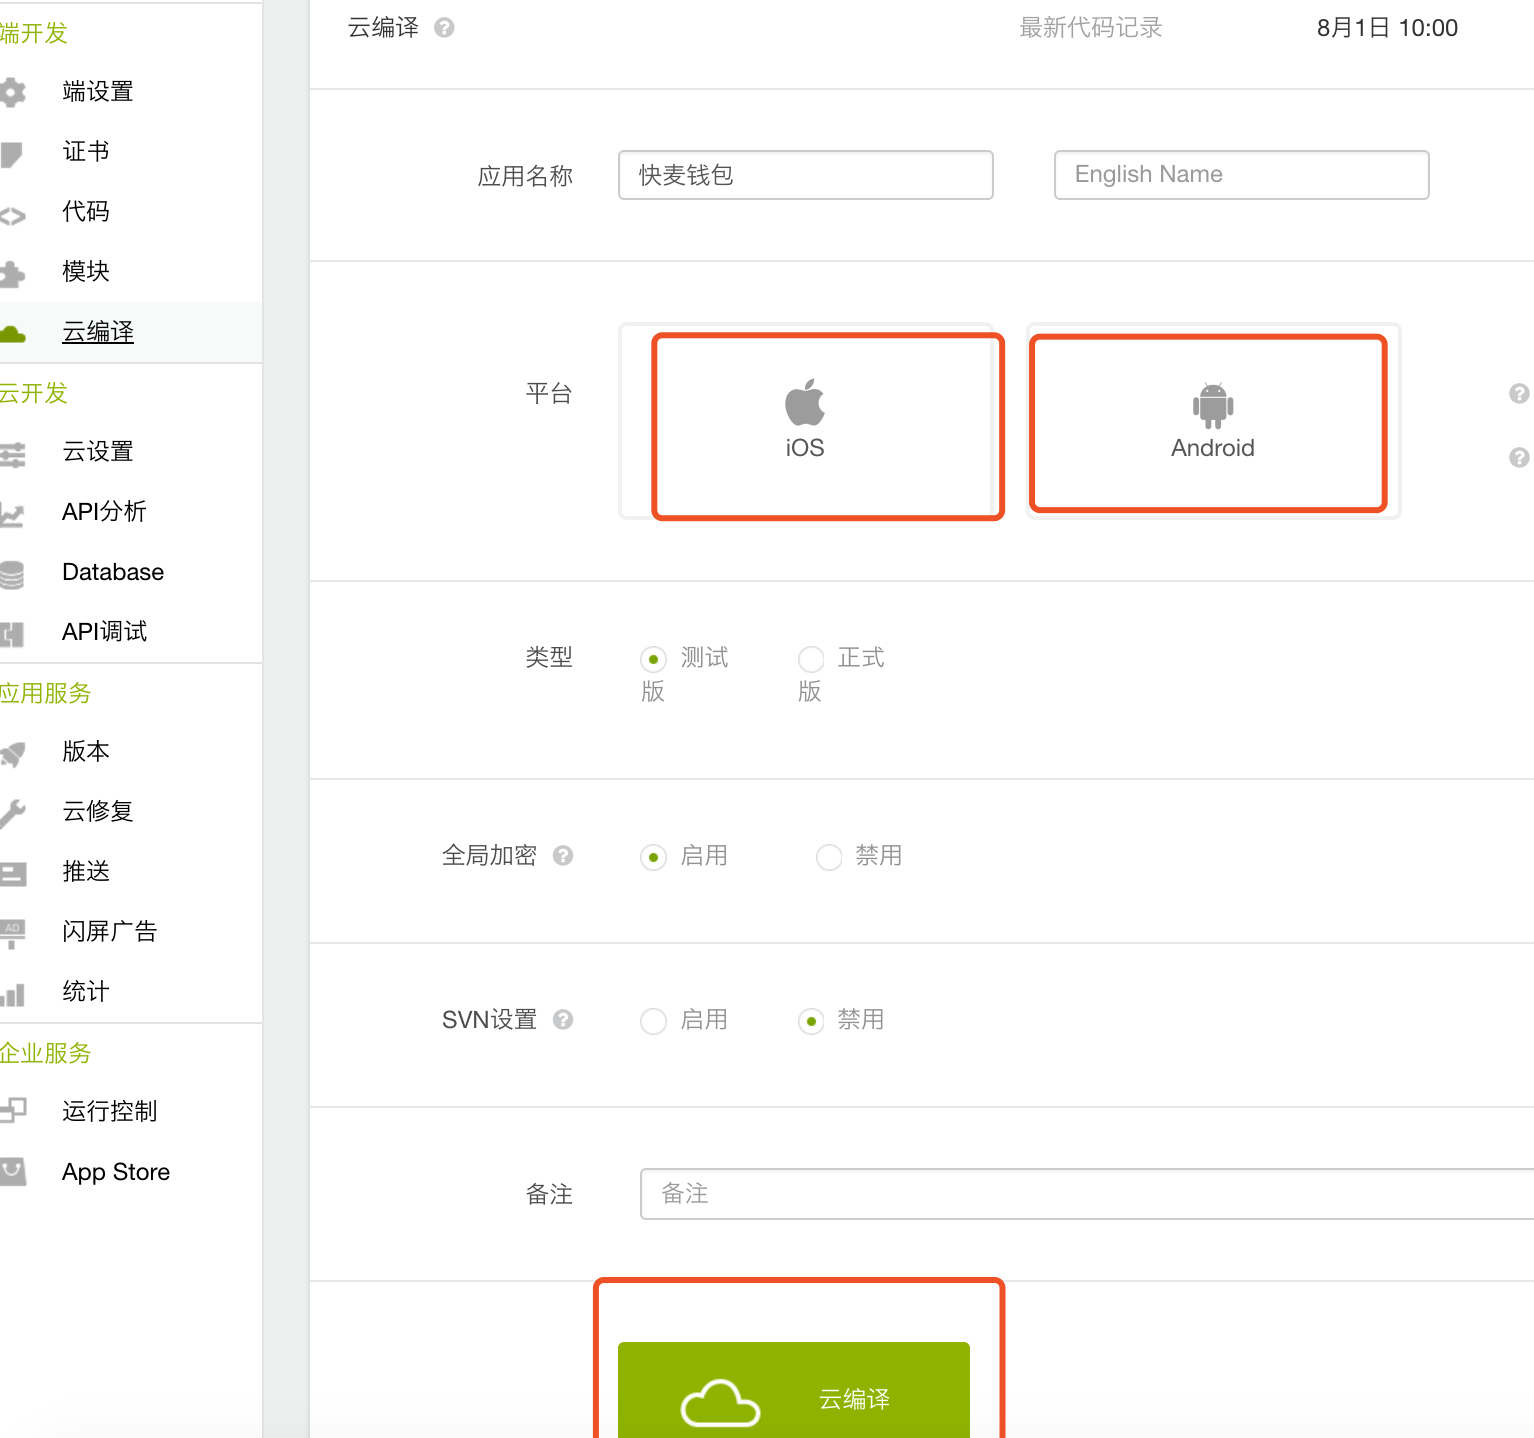 端开发
端设置
证书
代码
模块
云编译
云开发
云设置
API分析
Database
API调试
应用服务
版本
云修复
推送
AD
闪屏广告
统计
企业服务
运行控制
App Store
云编译 ?
最新代码记录
8月1日 10:00
应用名称
快麦钱包
English Name
平台
iOS
Android
?
?
类型
测试版
正式版
全局加密 ?
启用
禁用
SVN设置 ?
启用
禁用
备注
备注
云编译